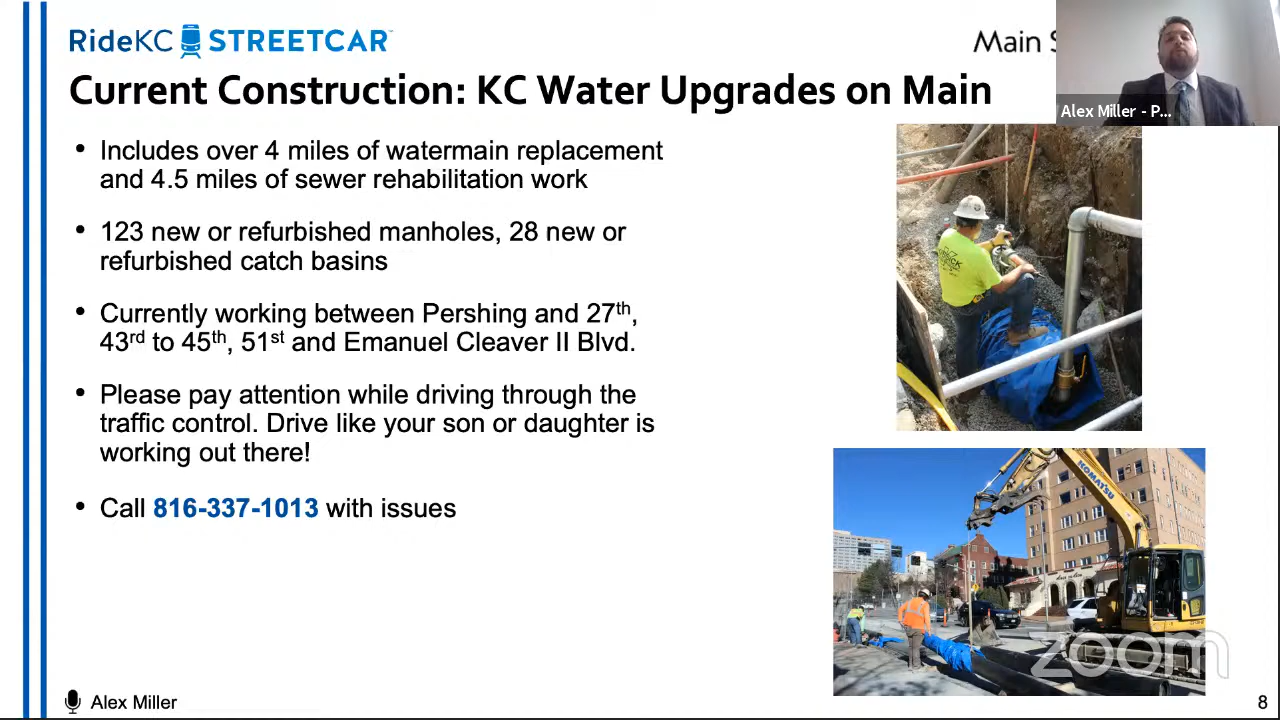 RideKC STREETCAR™
Main S
Current Construction: KC Water Upgrades on Main
Alex Miller - P...
• Includes over 4 miles of watermain replacement
and 4.5 miles of sewer rehabilitation work
• 123 new or refurbished manholes, 28 new or
refurbished catch basins
• Currently working between Pershing and 27th,
43rd to 45th, 51st and Emanuel Cleaver II Blvd.
• Please pay attention while driving through the
traffic control. Drive like your son or daughter is
working out there!
• Call 816-337-1013 with issues
KOMATSU
zoom
Alex Miller
8